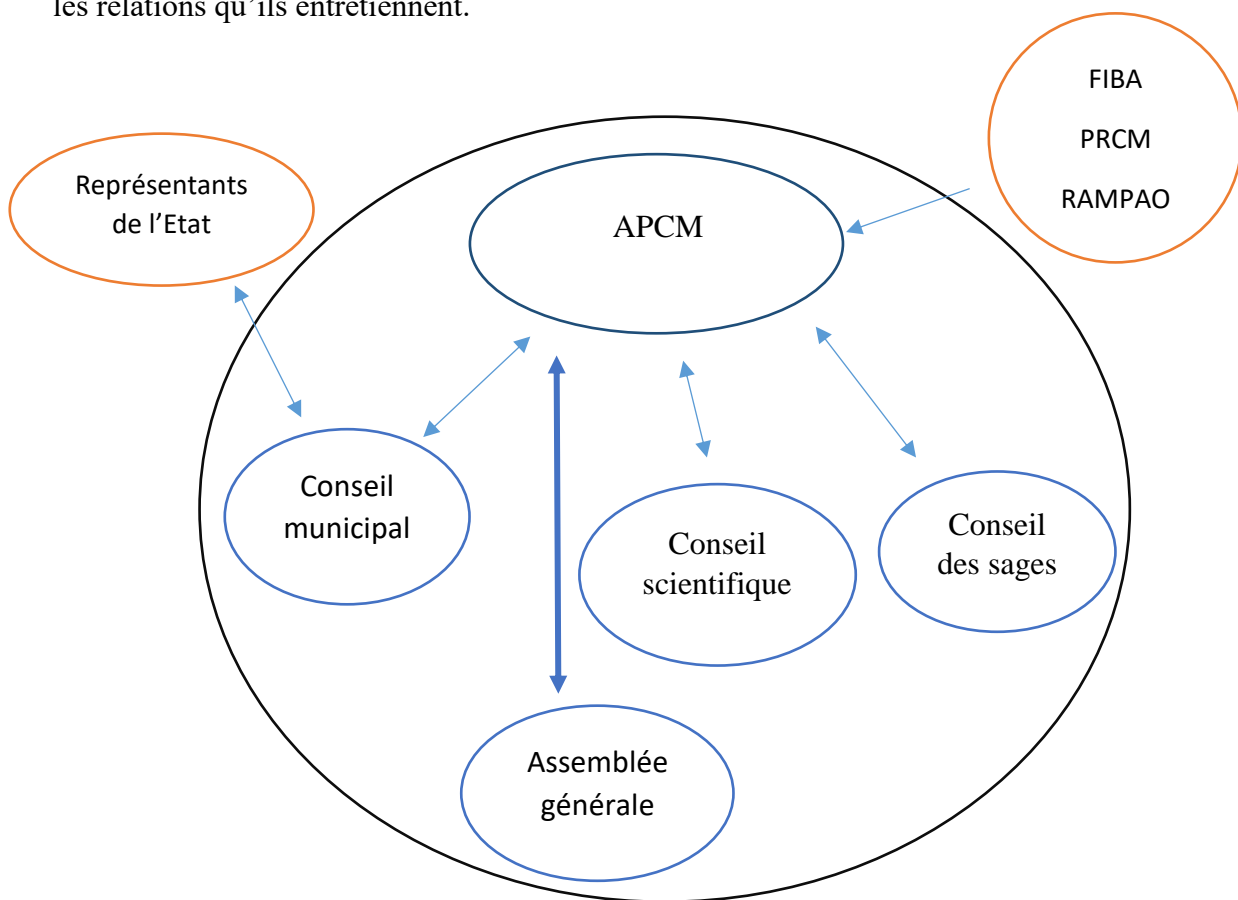 les relations qu’ils entretiennent.
FIBA
PRCM
RAMPAO
Représentants
de l’Etat
APCM
Conseil
municipal
Conseil
scientifique
Conseil
des sages
Assemblée
générale